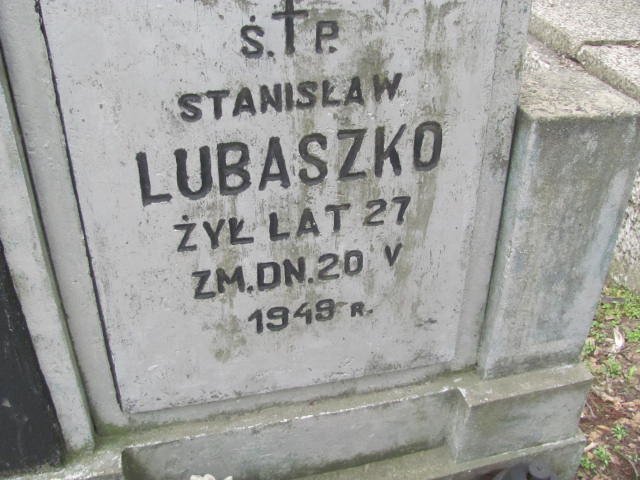 Ś. P.
STANISŁAW
LUBASZKO
ŻYŁ LAT 27
ZM. DN. 20 V
1949 R.